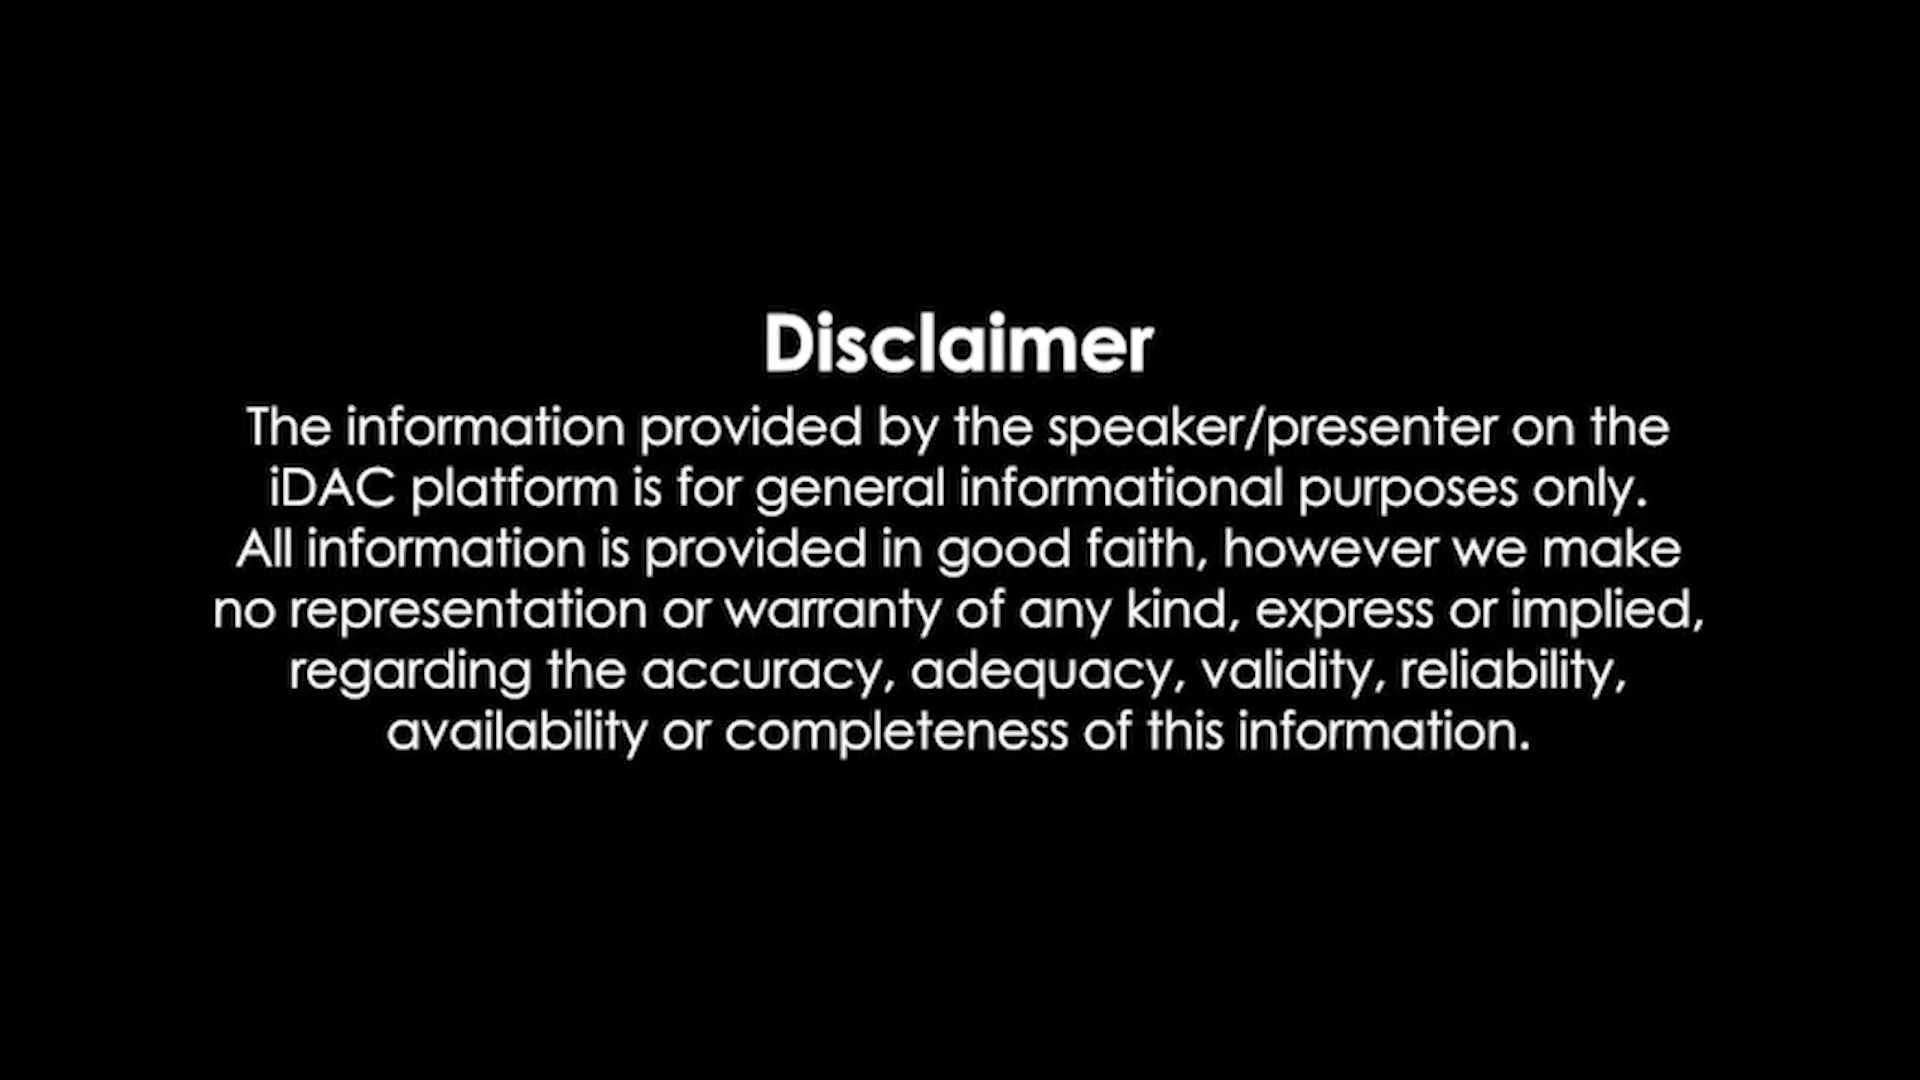 Disclaimer
The information provided by the speaker/presenter on the
iDAC platform is for general informational purposes only.
All information is provided in good faith, however we make
no representation or warranty of any kind, express or implied,
regarding the accuracy, adequacy, validity, reliability,
availability or completeness of this information.